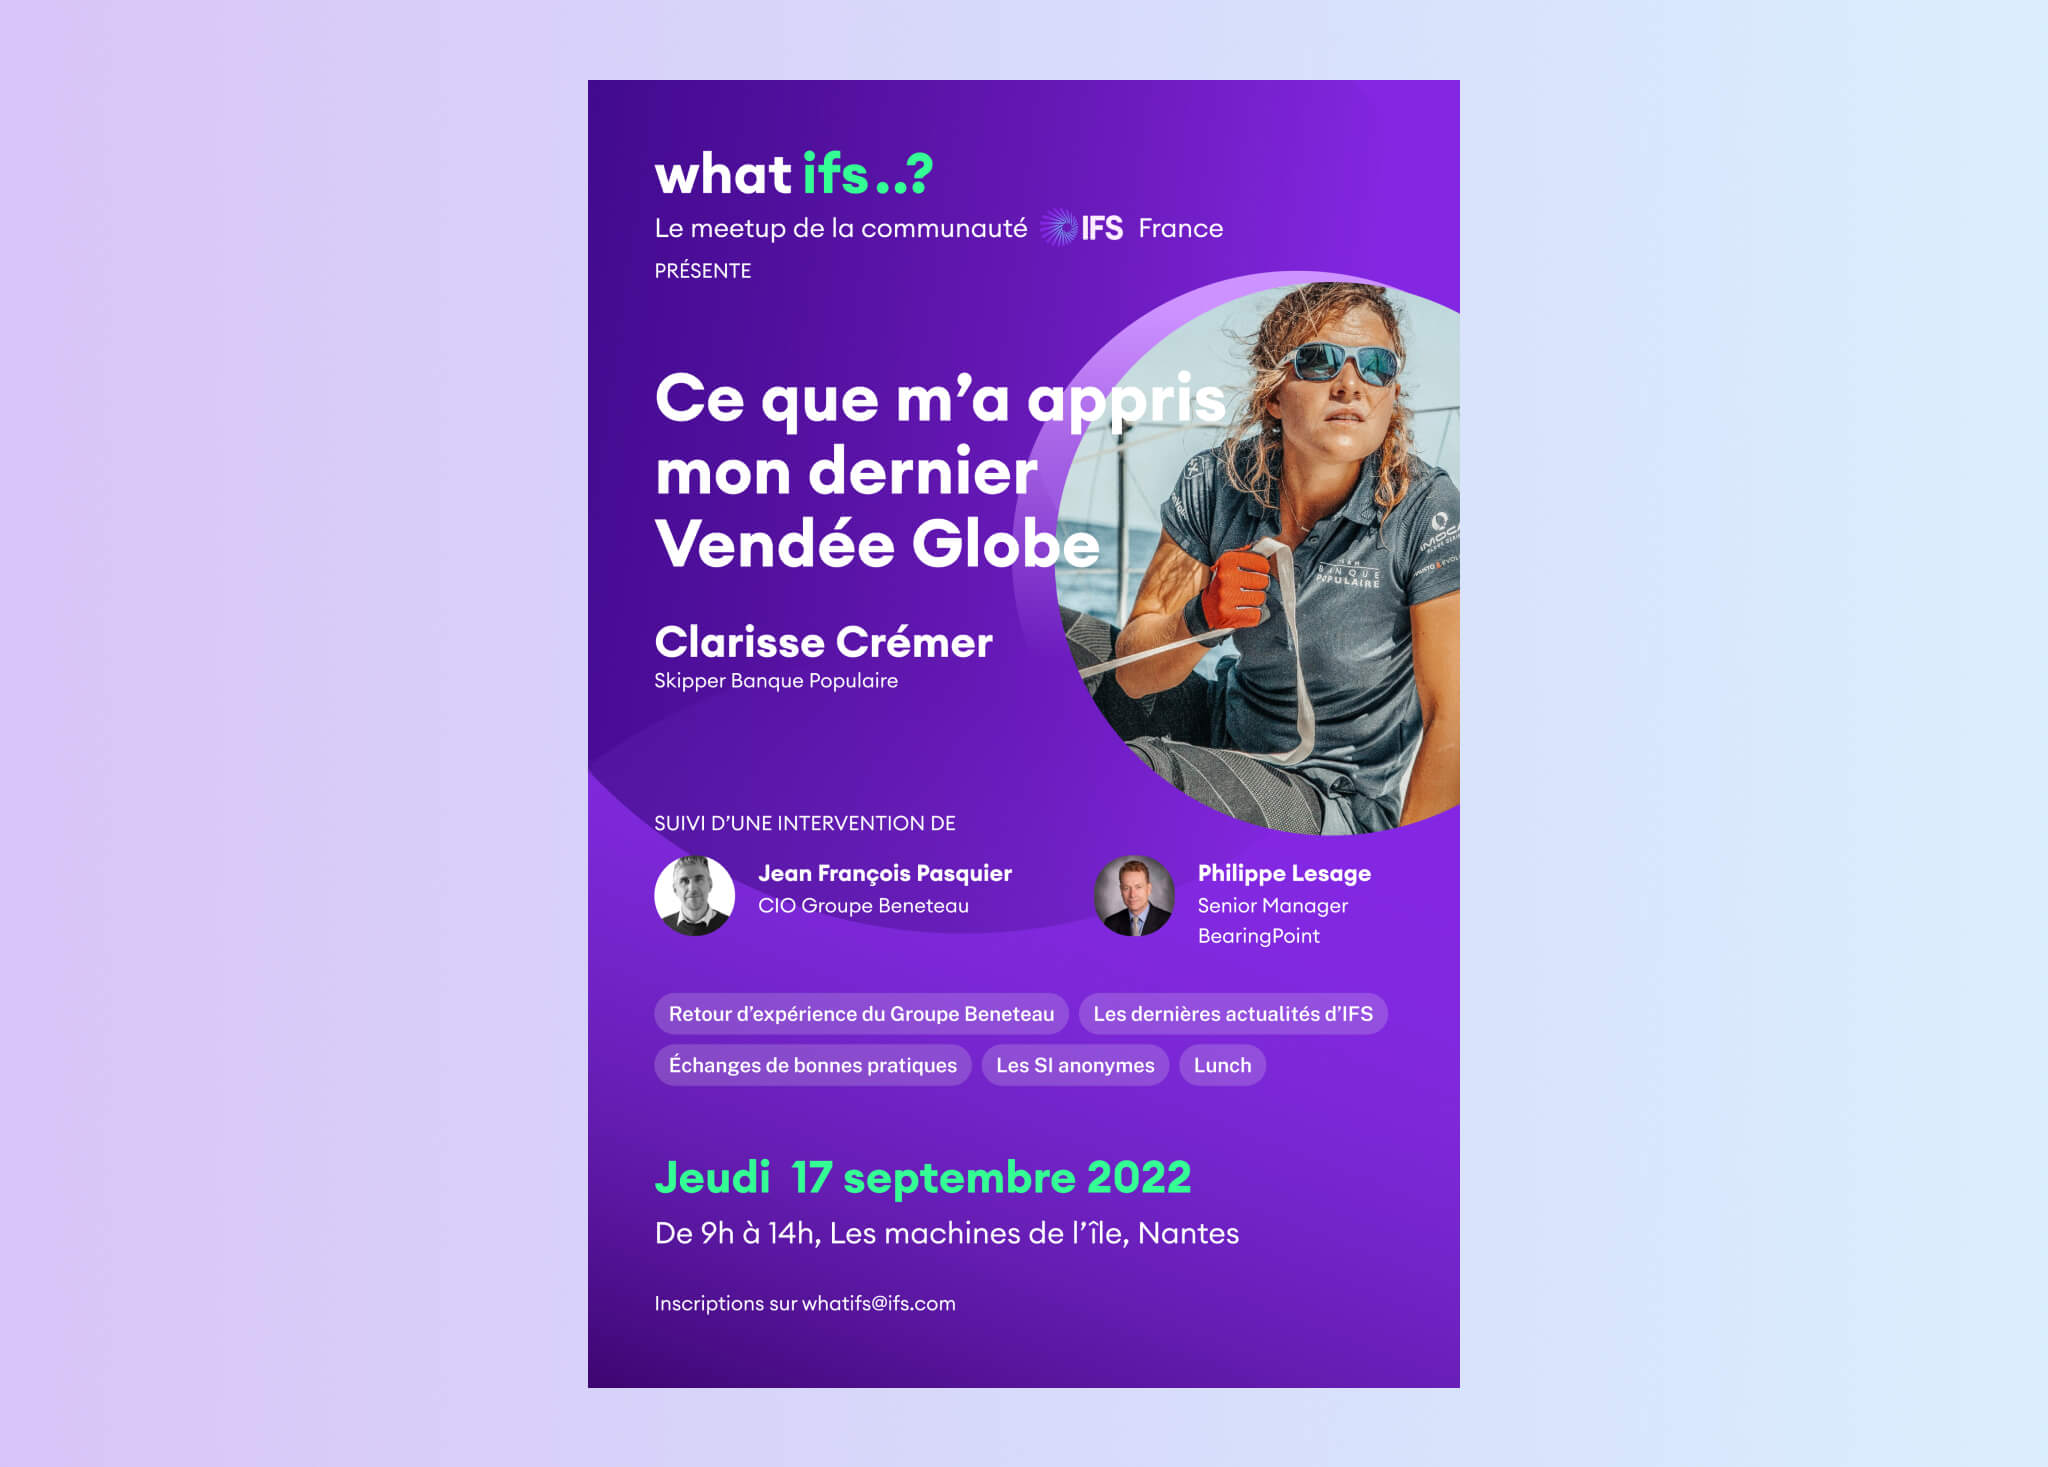 what ifs..?
Le meetup de la communauté IFS France
PRÉSENTE
Ce que m’a appris
mon dernier
Vendée Globe
Clarisse Crémer
Skipper Banque Populaire
BANQUE
POPULAIRE
IMOCA
SUIVI D’UNE INTERVENTION DE
Jean François Pasquier
CIO Groupe Beneteau
Philippe Lesage
Senior Manager
BearingPoint
Retour d’expérience du Groupe Beneteau
Les dernières actualités d’IFS
Échanges de bonnes pratiques
Les SI anonymes
Lunch
Jeudi 17 septembre 2022
De 9h à 14h, Les machines de l’île, Nantes
Inscriptions sur whatifs@ifs.com